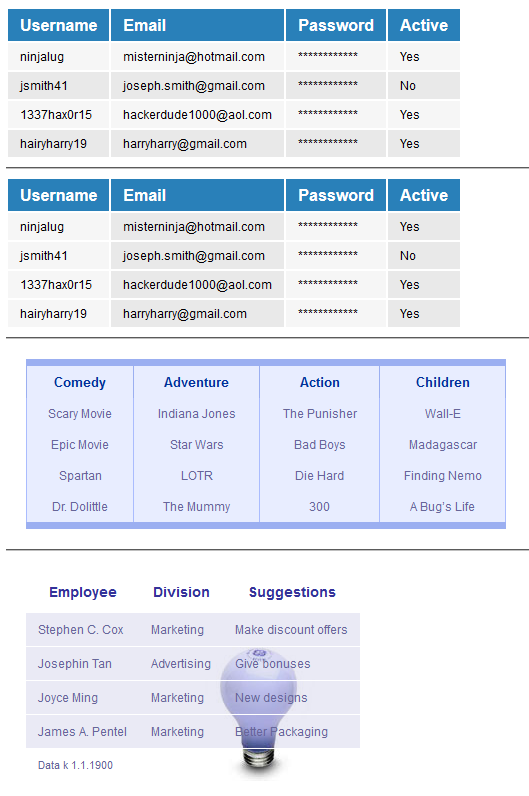 Username Email Password Active
ninjalug misterninja@hotmail.com ************ Yes
jsmith41 joseph.smith@gmail.com ************ No
1337hax0r15 hackerdude1000@aol.com ************ Yes
hairyharry19 harryharry@gmail.com ************ Yes
Username Email Password Active
ninjalug misterninja@hotmail.com ************ Yes
jsmith41 joseph.smith@gmail.com ************ No
1337hax0r15 hackerdude1000@aol.com ************ Yes
hairyharry19 harryharry@gmail.com ************ Yes
Comedy Adventure Action Children
Scary Movie Indiana Jones The Punisher Wall-E
Epic Movie Star Wars Bad Boys Madagascar
Spartan LOTR Die Hard Finding Nemo
Dr. Dolittle The Mummy 300 A Bug's Life
Employee Division Suggestions
Stephen C. Cox Marketing Make discount offers
Josephin Tan Advertising Give bonuses
Joyce Ming Marketing New designs
James A. Pentel Marketing Better Packaging
Data k 1.1.1900